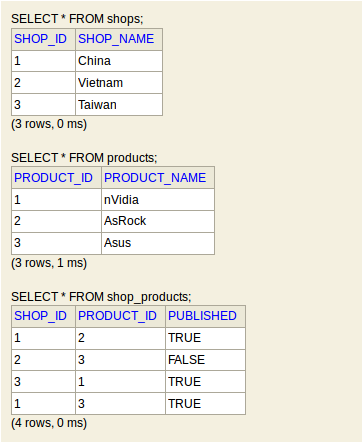 SELECT * FROM shops;
SHOP_ID SHOP_NAME
1 China
2 Vietnam
3 Taiwan
(3 rows, 0 ms)
SELECT * FROM products;
PRODUCT_ID PRODUCT_NAME
1 nVidia
2 AsRock
3 Asus
(3 rows, 1 ms)
SELECT * FROM shop_products;
SHOP_ID PRODUCT_ID PUBLISHED
1 2 TRUE
2 3 FALSE
3 1 TRUE
1 3 TRUE
(4 rows, 0 ms)